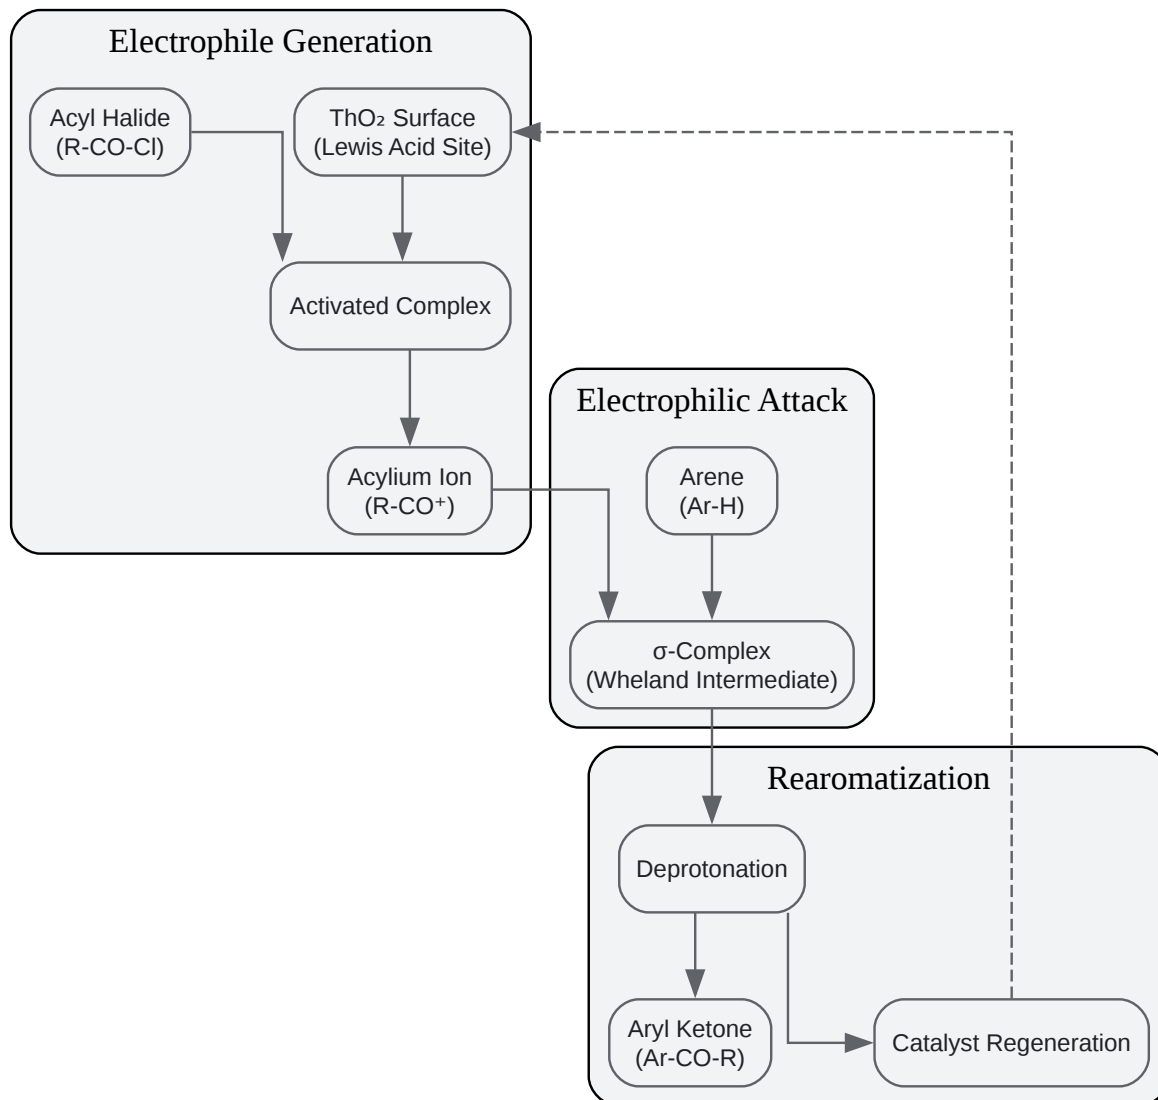 Electrophile Generation
Acyl Halide
(R-CO-Cl)
ThO₂ Surface
(Lewis Acid Site)
Activated Complex
Acylium Ion
(R-CO⁺)
Electrophilic Attack
Arene
(Ar-H)
σ-Complex
(Wheland Intermediate)
Rearomatization
Deprotonation
Aryl Ketone
(Ar-CO-R)
Catalyst Regeneration